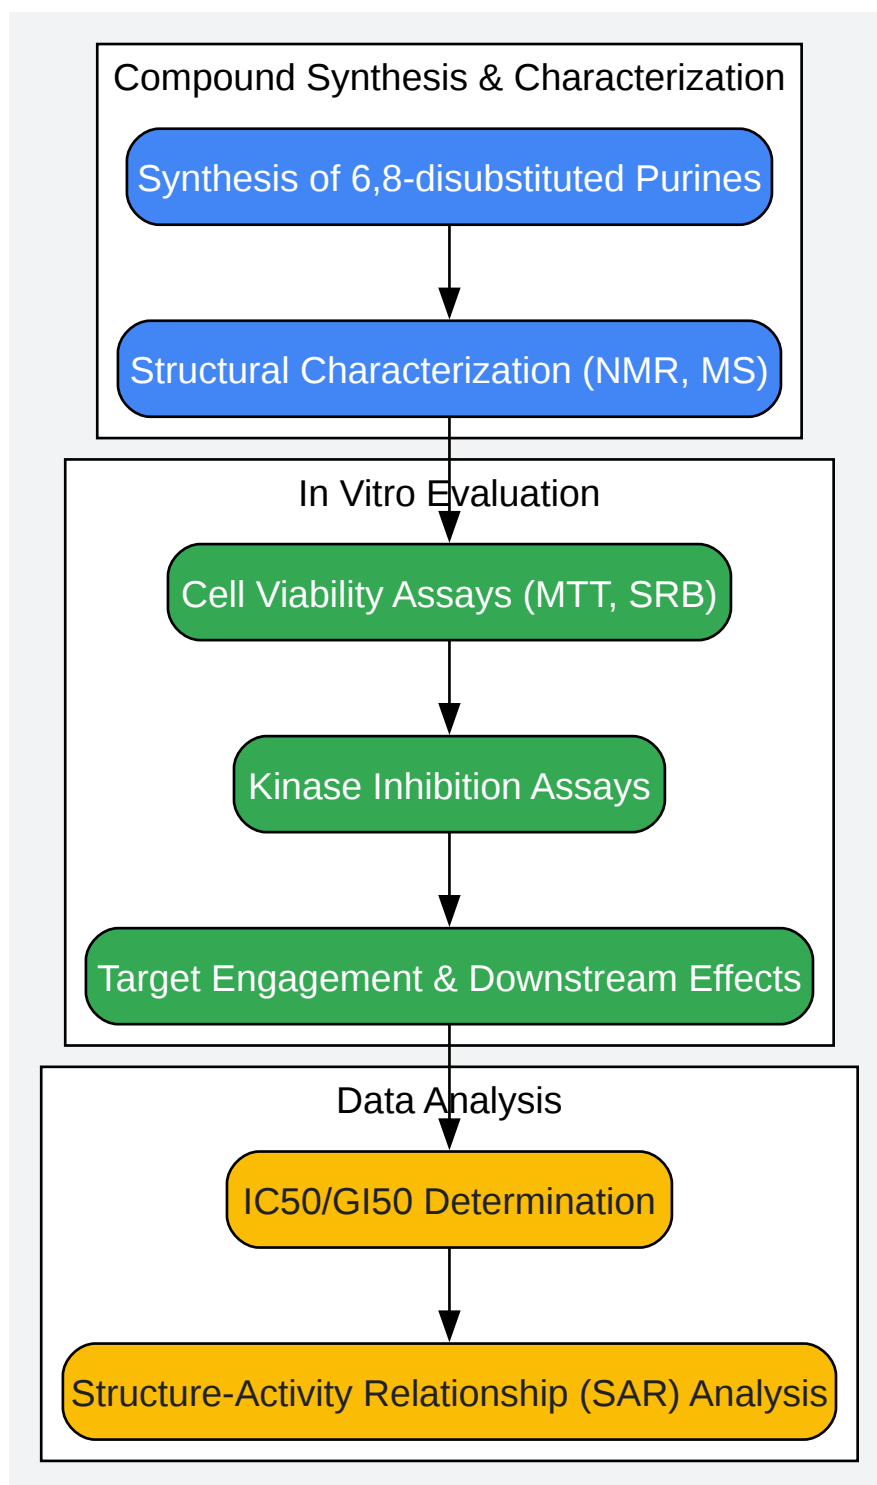 Compound Synthesis & Characterization
Synthesis of 6,8-disubstituted Purines
Structural Characterization (NMR, MS)
In Vitro Evaluation
Cell Viability Assays (MTT, SRB)
Kinase Inhibition Assays
Target Engagement & Downstream Effects
Data Analysis
IC50/GI50 Determination
Structure-Activity Relationship (SAR) Analysis